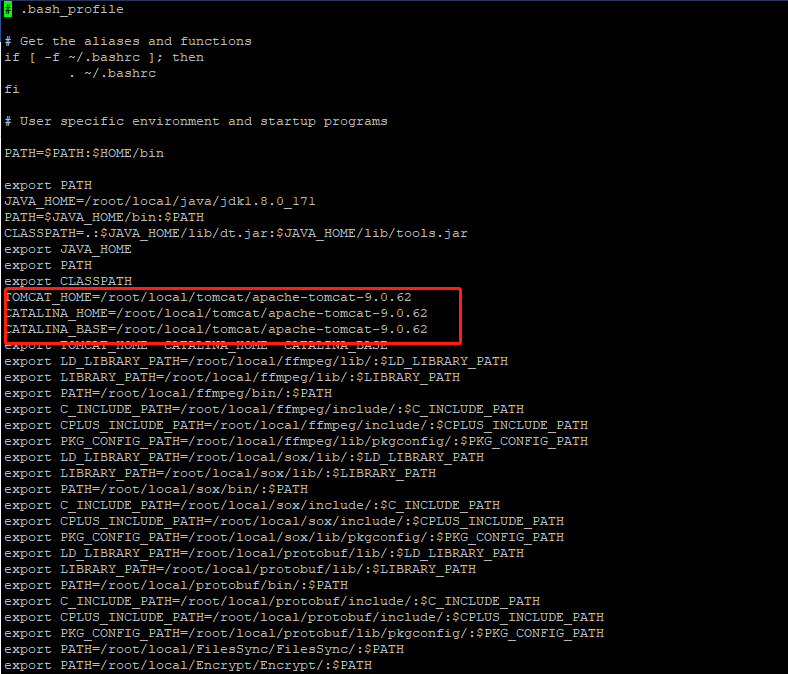 # .bash_profile
# Get the aliases and functions
if [ -f ~/.bashrc ]; then
. ~/.bashrc
fi
# User specific environment and startup programs
PATH=$PATH:$HOME/bin
export PATH
JAVA_HOME=/root/local/java/jdk1.8.0_171
PATH=$JAVA_HOME/bin:$PATH
CLASSPATH=.:$JAVA_HOME/lib/dt.jar:$JAVA_HOME/lib/tools.jar
export JAVA_HOME
export PATH
export CLASSPATH
TOMCAT_HOME=/root/local/tomcat/apache-tomcat-9.0.62
CATALINA_HOME=/root/local/tomcat/apache-tomcat-9.0.62
CATALINA_BASE=/root/local/tomcat/apache-tomcat-9.0.62
export TOMCAT_HOME CATALINA_HOME CATALINA_BASE
export LD_LIBRARY_PATH=/root/local/ffmpeg/lib/:$LD_LIBRARY_PATH
export LIBRARY_PATH=/root/local/ffmpeg/lib/:$LIBRARY_PATH
export PATH=/root/local/ffmpeg/bin/:$PATH
export C_INCLUDE_PATH=/root/local/ffmpeg/include/:$C_INCLUDE_PATH
export CPLUS_INCLUDE_PATH=/root/local/ffmpeg/include/:$CPLUS_INCLUDE_PATH
export PKG_CONFIG_PATH=/root/local/ffmpeg/lib/pkgconfig/:$PKG_CONFIG_PATH
export LD_LIBRARY_PATH=/root/local/sox/lib/:$LD_LIBRARY_PATH
export LIBRARY_PATH=/root/local/sox/lib/:$LIBRARY_PATH
export PATH=/root/local/sox/bin/:$PATH
export C_INCLUDE_PATH=/root/local/sox/include/:$C_INCLUDE_PATH
export CPLUS_INCLUDE_PATH=/root/local/sox/include/:$CPLUS_INCLUDE_PATH
export PKG_CONFIG_PATH=/root/local/sox/lib/pkgconfig/:$PKG_CONFIG_PATH
export LD_LIBRARY_PATH=/root/local/protobuf/lib/:$LD_LIBRARY_PATH
export LIBRARY_PATH=/root/local/protobuf/lib/:$LIBRARY_PATH
export PATH=/root/local/protobuf/bin/:$PATH
export C_INCLUDE_PATH=/root/local/protobuf/include/:$C_INCLUDE_PATH
export CPLUS_INCLUDE_PATH=/root/local/protobuf/include/:$CPLUS_INCLUDE_PATH
export PKG_CONFIG_PATH=/root/local/protobuf/lib/pkgconfig/:$PKG_CONFIG_PATH
export PATH=/root/local/FilesSync/FilesSync/:$PATH
export PATH=/root/local/Encrypt/Encrypt/:$PATH